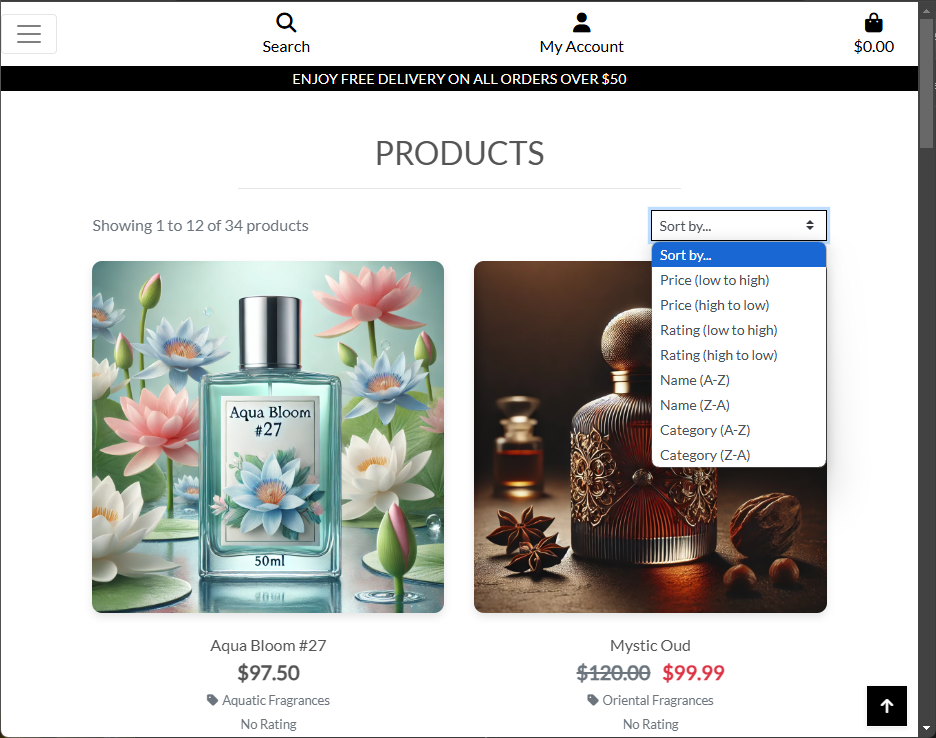 Search
My Account
$0.00
ENJOY FREE DELIVERY ON ALL ORDERS OVER $50
PRODUCTS
Showing 1 to 12 of 34 products
Sort by...
Sort by...
Price (low to high)
Price (high to low)
Rating (low to high)
Rating (high to low)
Name (A-Z)
Name (Z-A)
Category (A-Z)
Category (Z-A)
Aqua Bloom
#27
50ml
Aqua Bloom #27
$97.50
Aquatic Fragrances
No Rating
Mystic Oud
$120.00 $99.99
Oriental Fragrances
No Rating